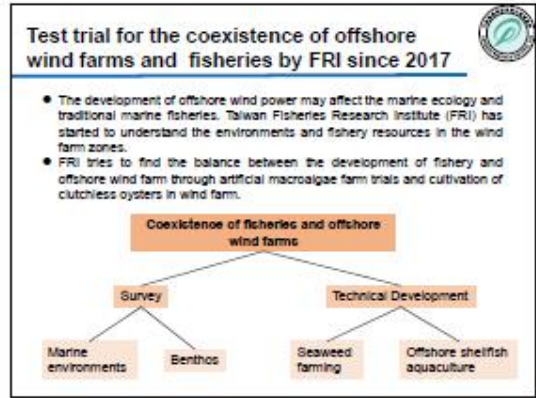 Test trial for the coexistence of offshore
wind farms and fisheries by FRI since 2017
● The development of offshore wind power may affect the marine ecology and
traditional marine fisheries. Taiwan Fisheries Research Institute (FRI) has
started to understand the environments and fishery resources in the wind
farm zones.
● FRI tries to find the balance between the development of fishery and
offshore wind farm through artificial macroalgae farm trials and cultivation of
clutchless oysters in wind farm.
Coexistence of fisheries and offshore
wind farms
Survey
Technical Development
Marine
environments
Benthos
Seaweed
farming
Offshore shellfish
aquaculture